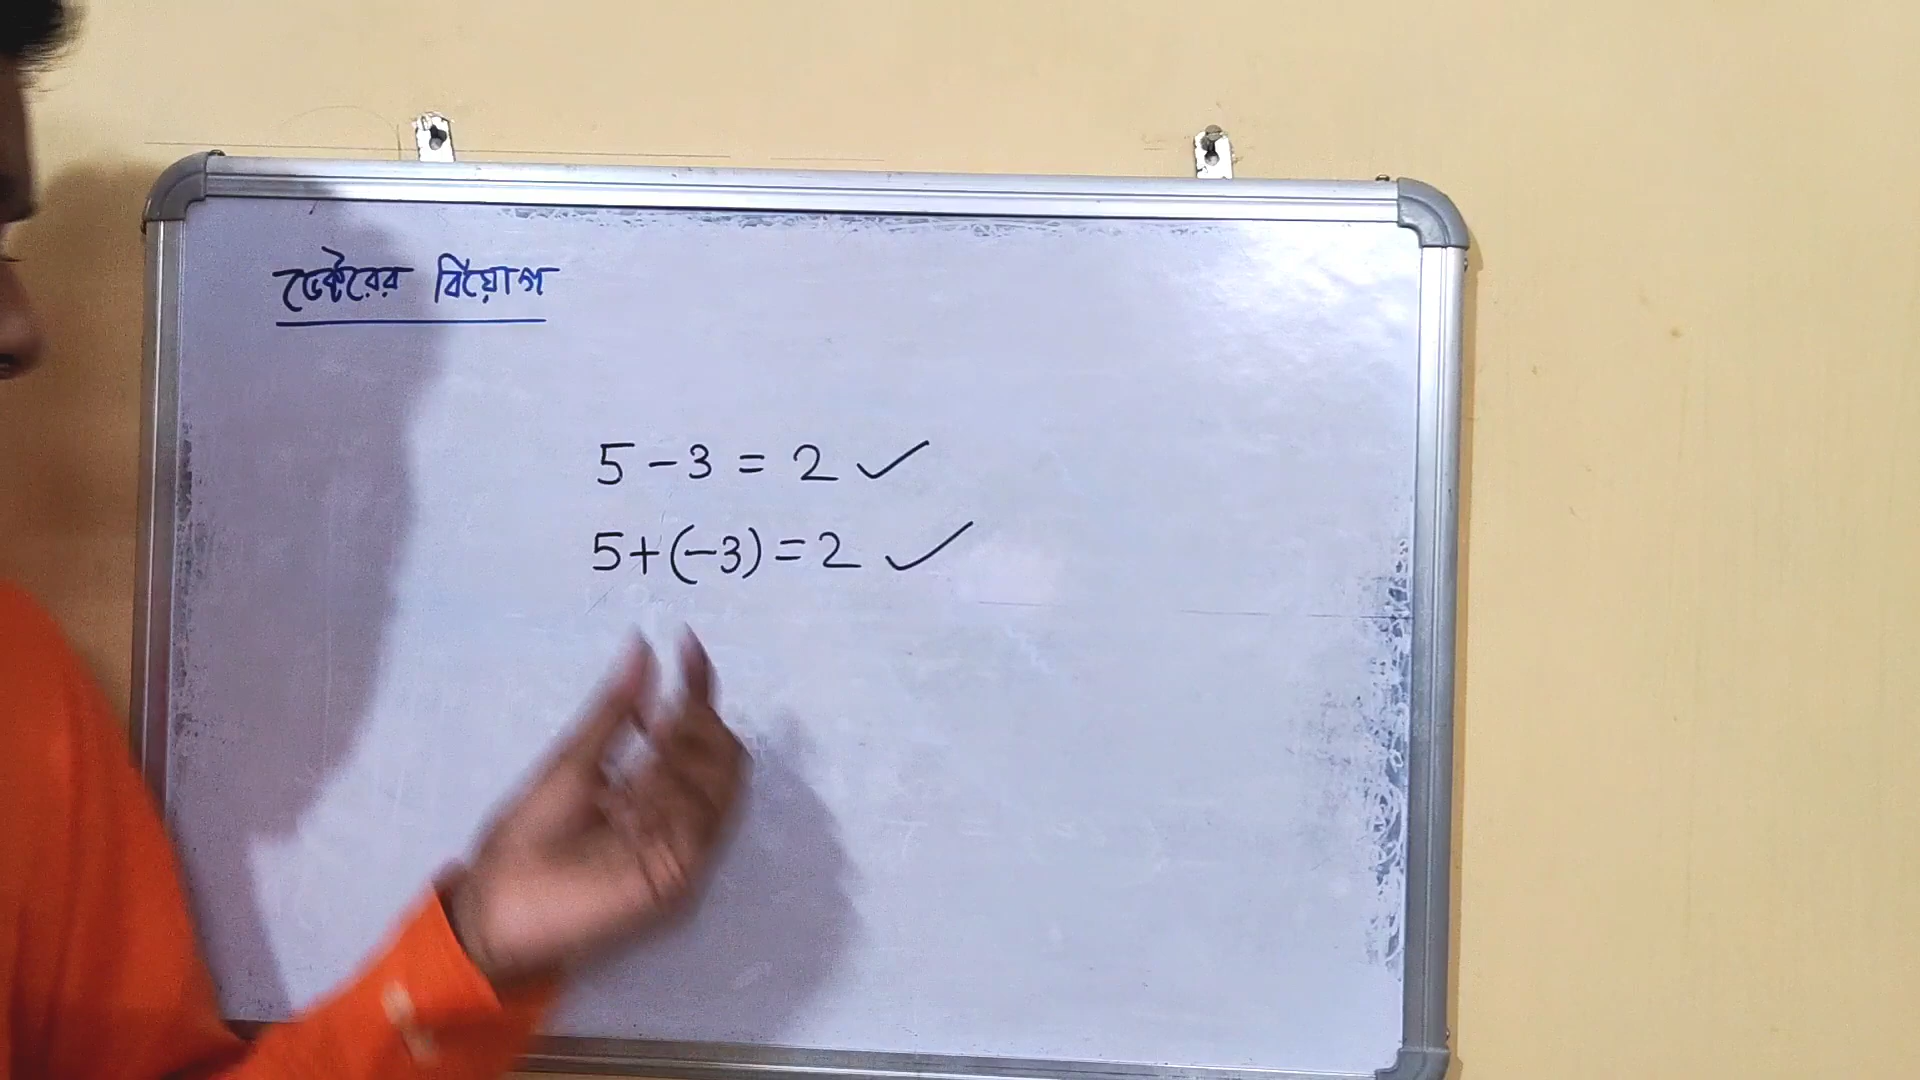 ভেক্টরের বিয়োগ
5 - 3 = 2 ✓
5+(-3) = 2 ✓